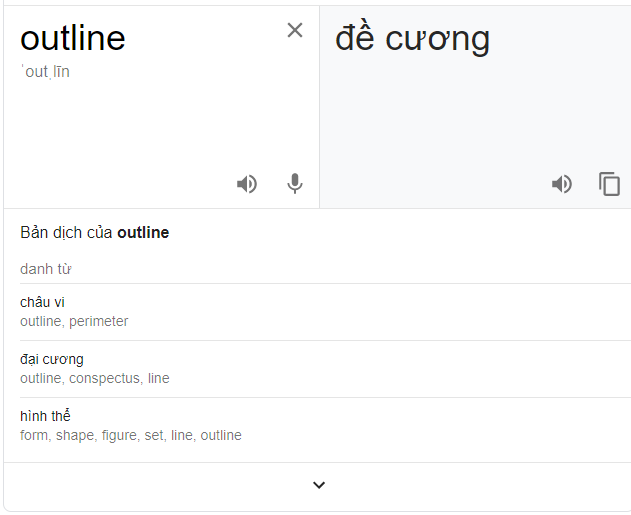 outline
ˈoutˌlīn
đề cương
Bản dịch của outline
danh từ
châu vi
outline, perimeter
đại cương
outline, conspectus, line
hình thể
form, shape, figure, set, line, outline